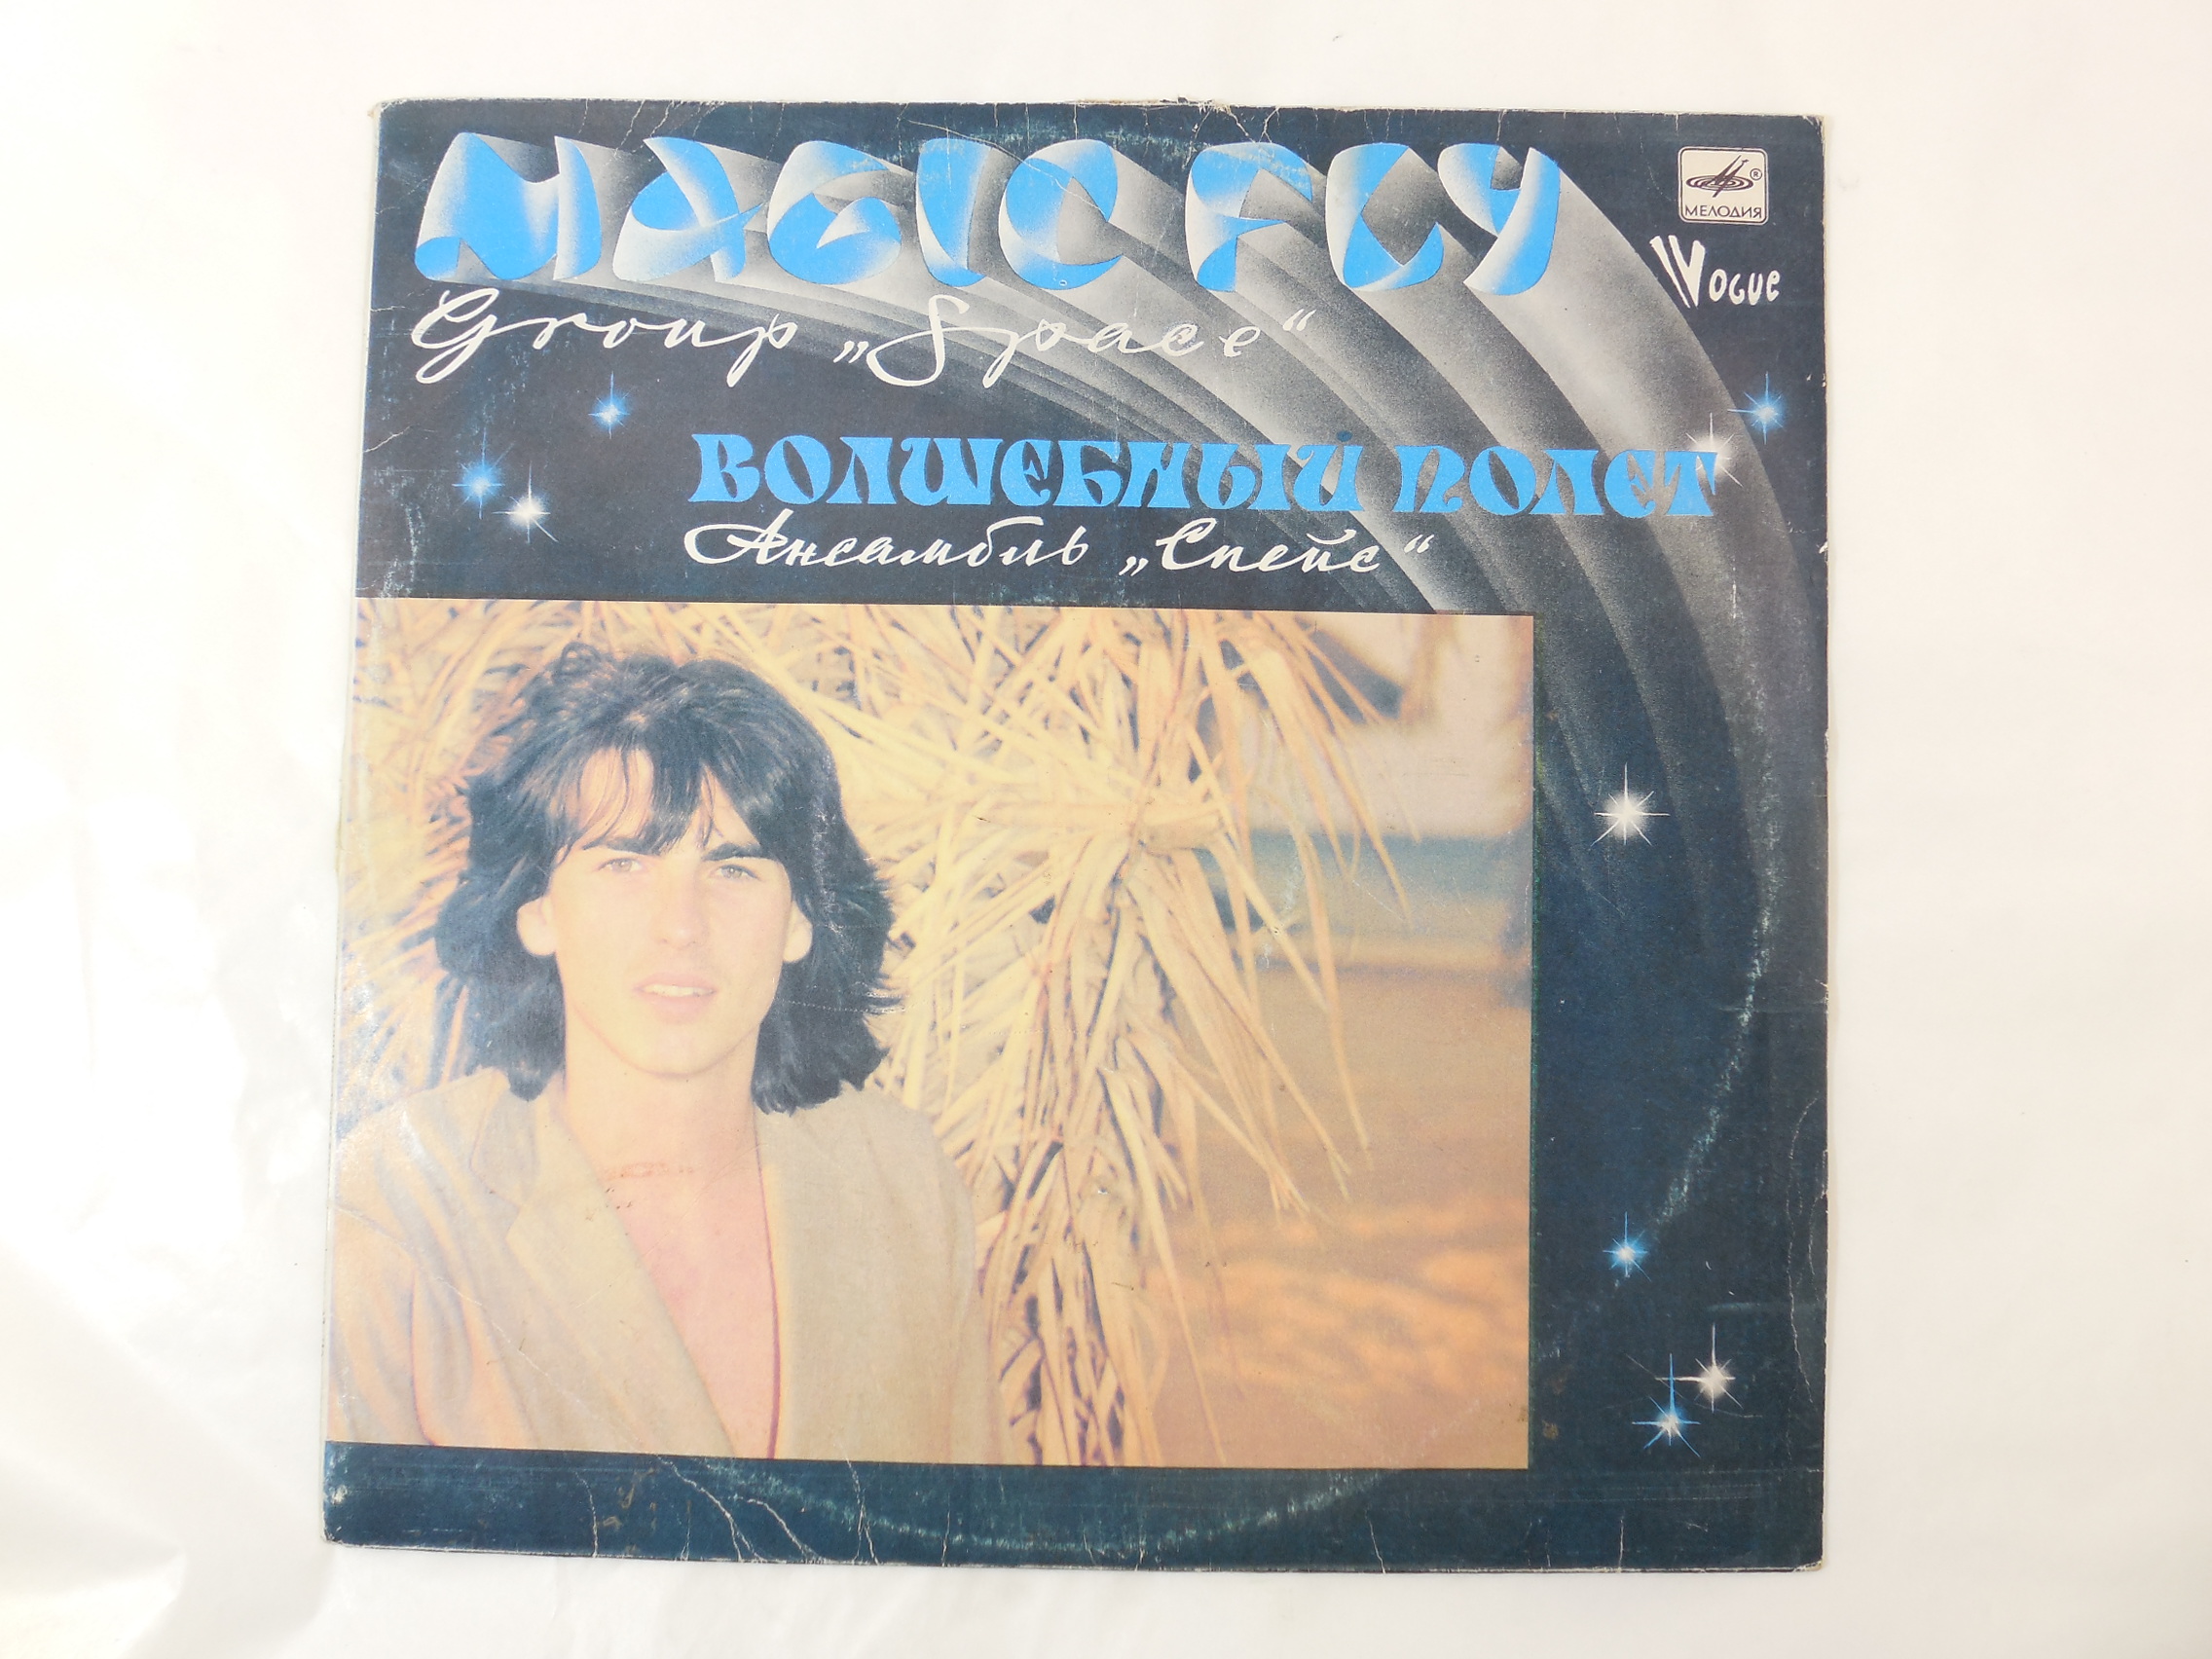 MAGIC FLY
МЕЛОДИЯ
®
VOGUE
Group „Space“
ВОЛШЕБНЫЙ ПОЛЕТ
Ансамбль „Спейс“